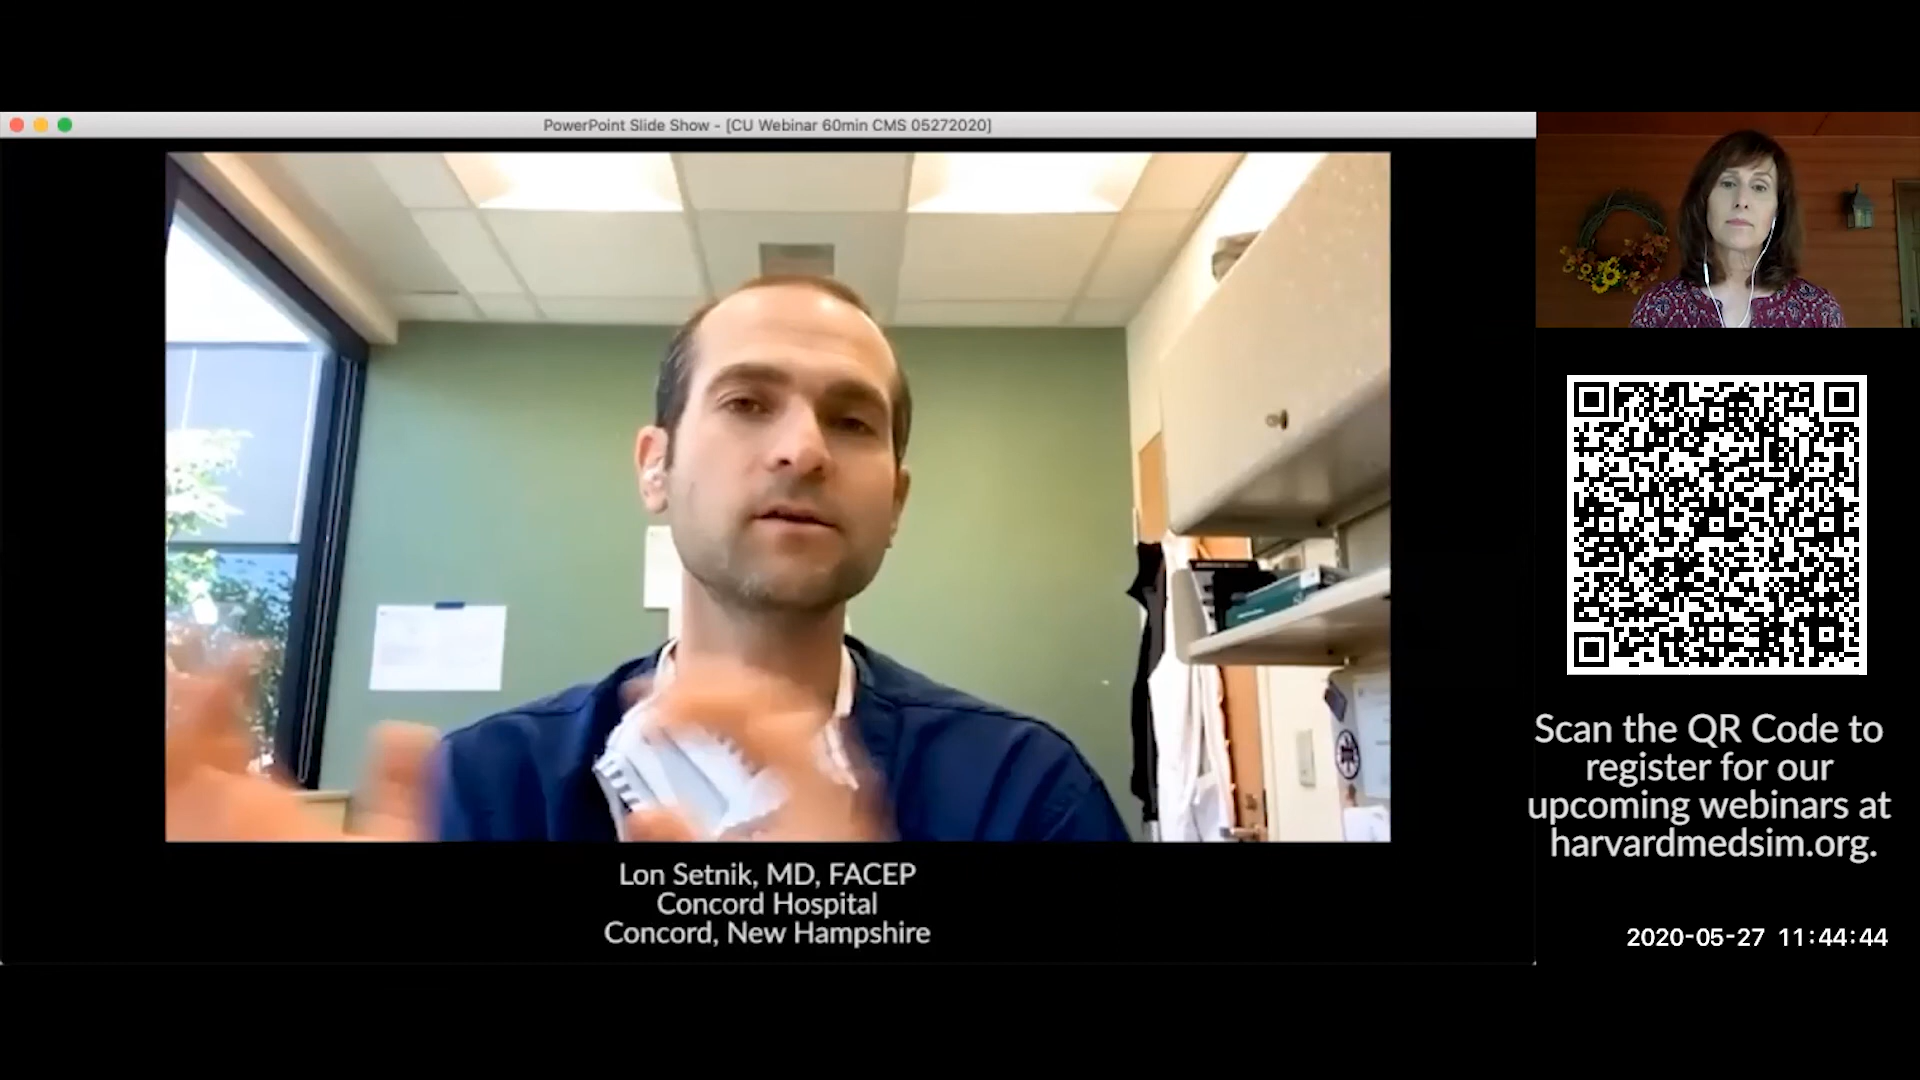 PowerPoint Slide Show - [CU Webinar 60min CMS 05272020]
Lon Setnik, MD, FACEP
Concord Hospital
Concord, New Hampshire
Scan the QR Code to
register for our
upcoming webinars at
harvardmedsim.org.
2020-05-27 11:44:44